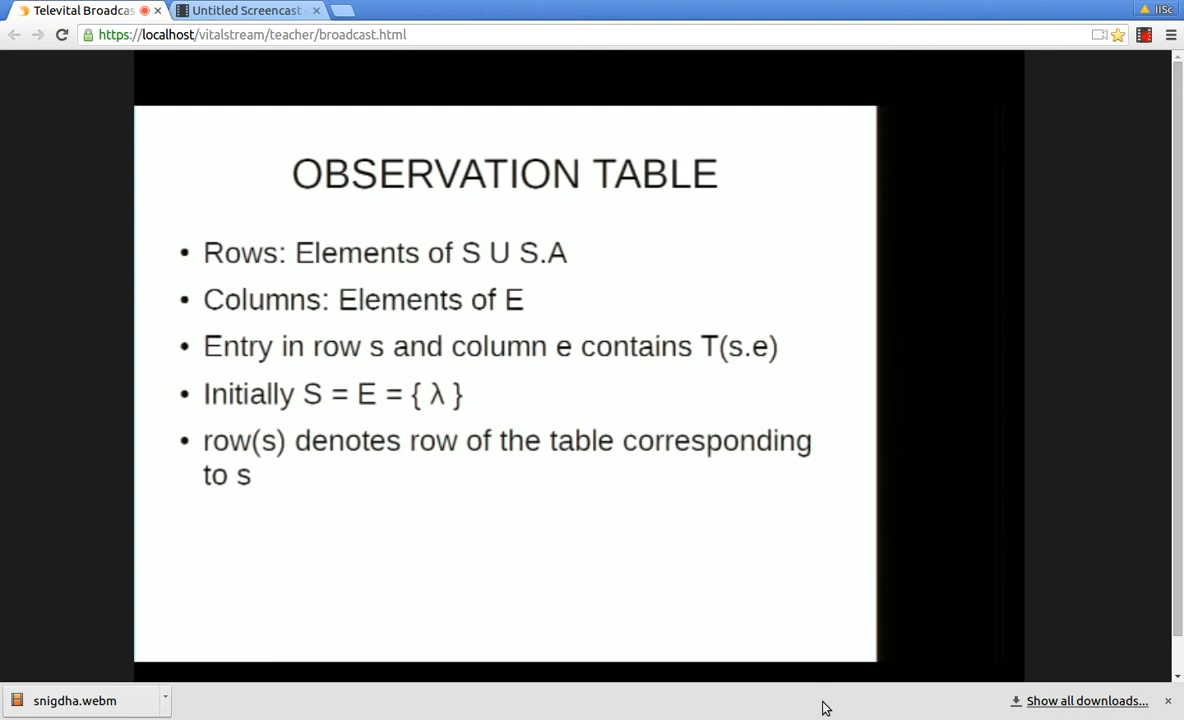 Televital Broadcas
Untitled Screencast
IISc
https://localhost/vitalstream/teacher/broadcast.html
OBSERVATION TABLE
• Rows: Elements of S U S.A
• Columns: Elements of E
• Entry in row s and column e contains T(s.e)
• Initially S = E = { λ }
• row(s) denotes row of the table corresponding
to s
snigdha.webm
Show all downloads...